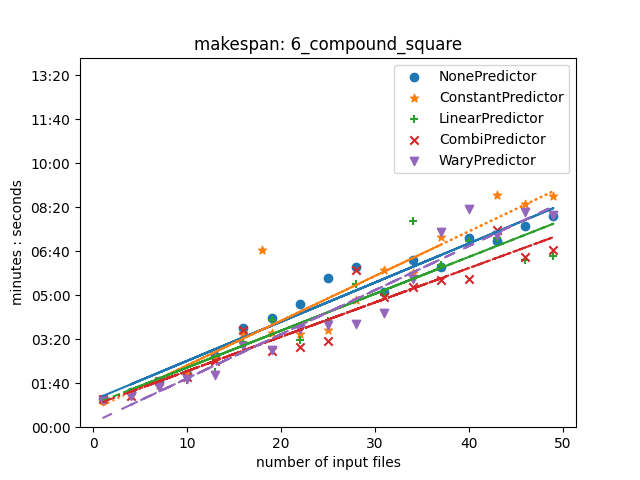 makespan: 6_compound_square
NonePredictor
ConstantPredictor
LinearPredictor
CombiPredictor
WaryPredictor
minutes : seconds
13:20
11:40
10:00
08:20
06:40
05:00
03:20
01:40
00:00
0 10 20 30 40 50
number of input files